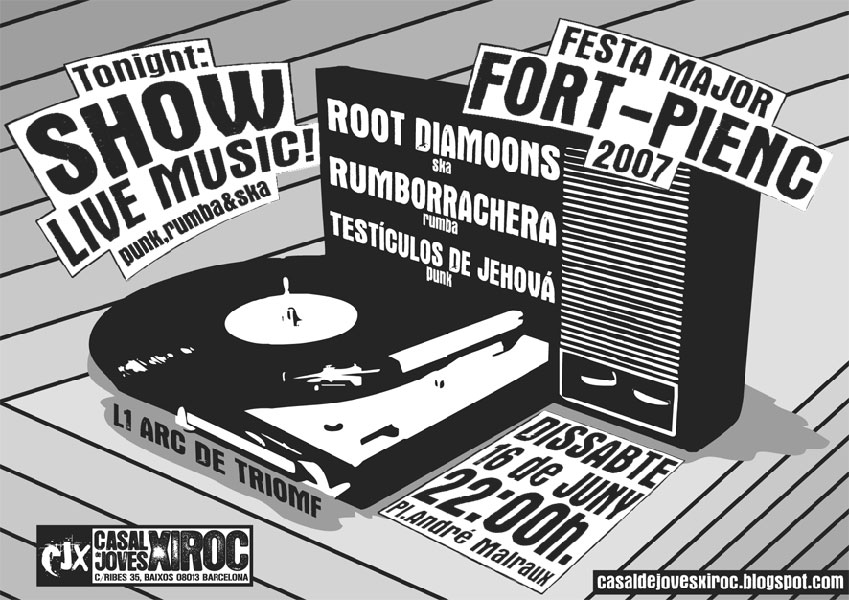 Tonight:
SHOW
LIVE MUSIC!
punk,rumba&ska
FESTA MAJOR
FORT-PIENC
2007
ROOT DIAMOONS
ska
RUMBORRACHERA
rumba
TESTÍCULOS DE JEHOVÁ
punk
L1 ARC DE TRIOMF
DISSABTE
16 de JUNY
22:00h.
Pl.André Malraux
CJX
CASAL DE JOVES XIROC
C/RIBES 35, BAIXOS 08013 BARCELONA
casaldejovesxiroc.blogspot.com